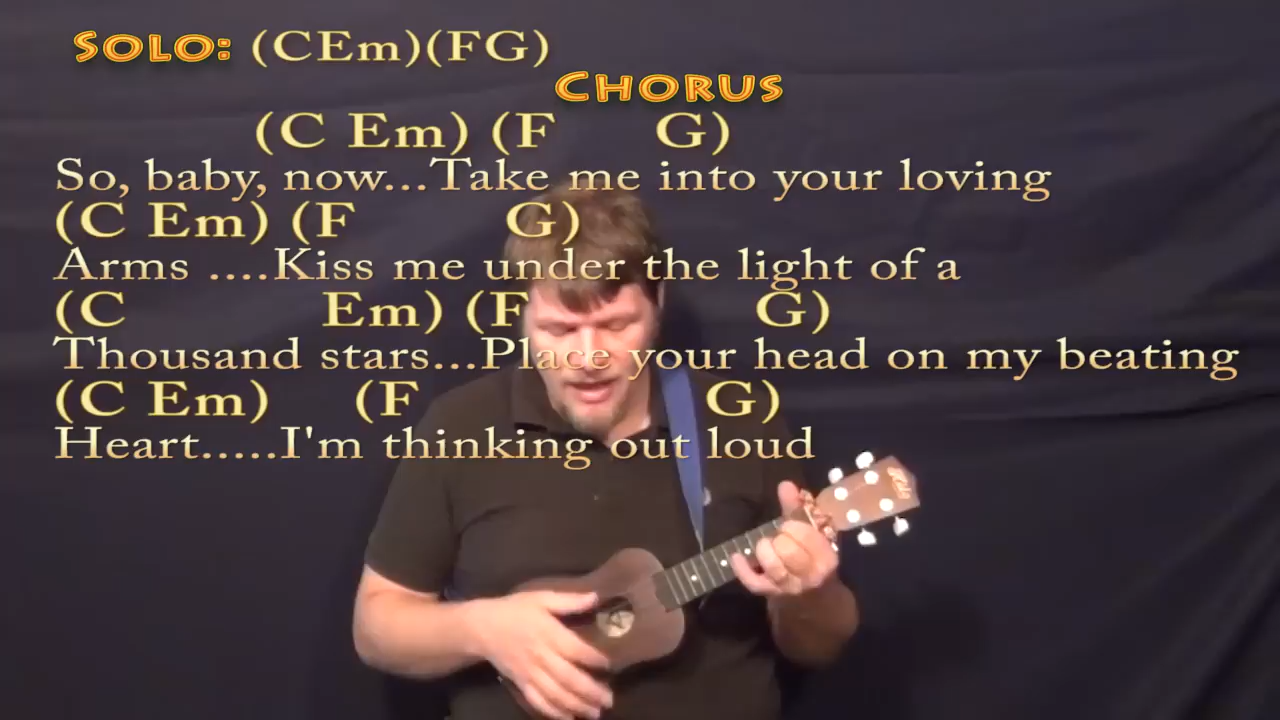 SOLO: (CEm)(FG)
CHORUS
(C Em) (F G)
So, baby, now...Take me into your loving
(C Em) (F G)
Arms ....Kiss me under the light of a
(C Em) (F G)
Thousand stars...Place your head on my beating
(C Em) (F G)
Heart.....I'm thinking out loud